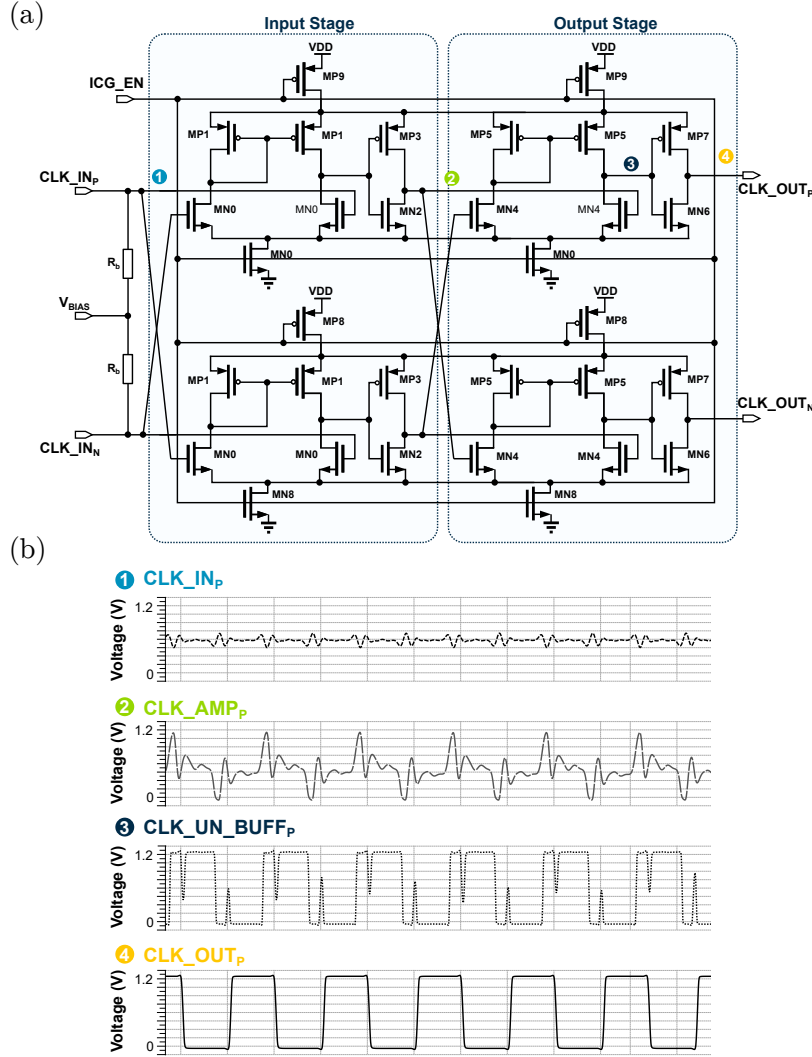 (a)
Input Stage Output Stage
VDD VDD
ICG_EN MP9 MP9
MP1 MP1 MP3 MP5 MP5 MP7
CLK_INP 1 2 3 4 CLK_OUTP
MN0 MN0 MN2 MN4 MN4 MN6
Rb MN0 MN0
VBIAS VDD VDD
MP8 MP8
Rb MP1 MP1 MP3 MP5 MP5 MP7
CLK_INN CLK_OUTN
MN0 MN0 MN2 MN4 MN4 MN6
MN8 MN8
(b)
1 CLK_INP
Voltage (V) 1.2 0
2 CLK_AMPP
Voltage (V) 1.2 0
3 CLK_UN_BUFFP
Voltage (V) 1.2 0
4 CLK_OUTP
Voltage (V) 1.2 0